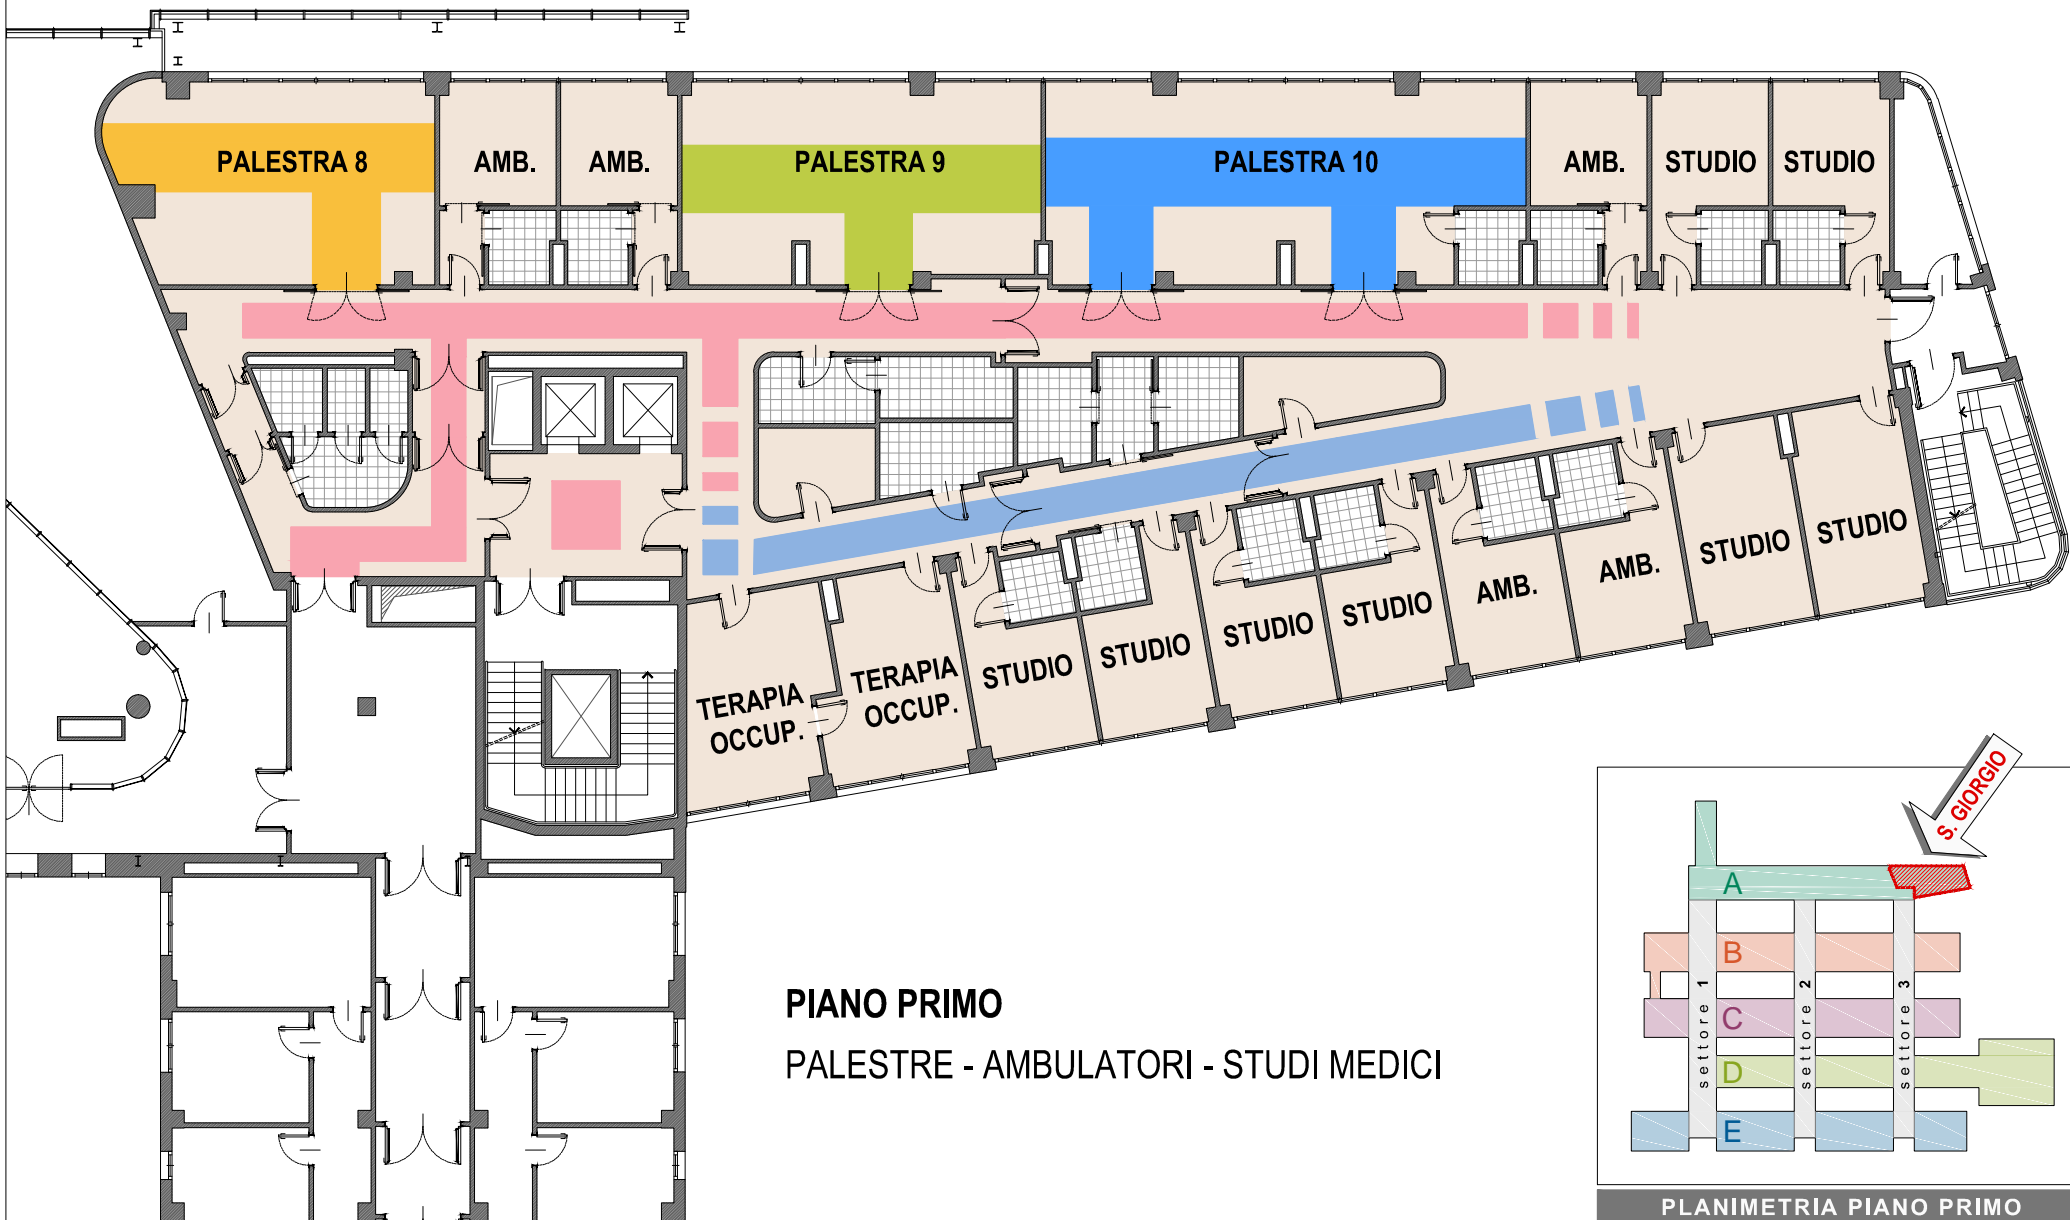 PALESTRA 8
AMB.
AMB.
PALESTRA 9
PALESTRA 10
AMB.
STUDIO
STUDIO
TERAPIA
OCCUP.
TERAPIA
OCCUP.
STUDIO
STUDIO
STUDIO
STUDIO
AMB.
AMB.
STUDIO
STUDIO
PIANO PRIMO
PALESTRE - AMBULATORI - STUDI MEDICI
S. GIORGIO
A
B
C
D
E
settore 1
settore 2
settore 3
PLANIMETRIA PIANO PRIMO